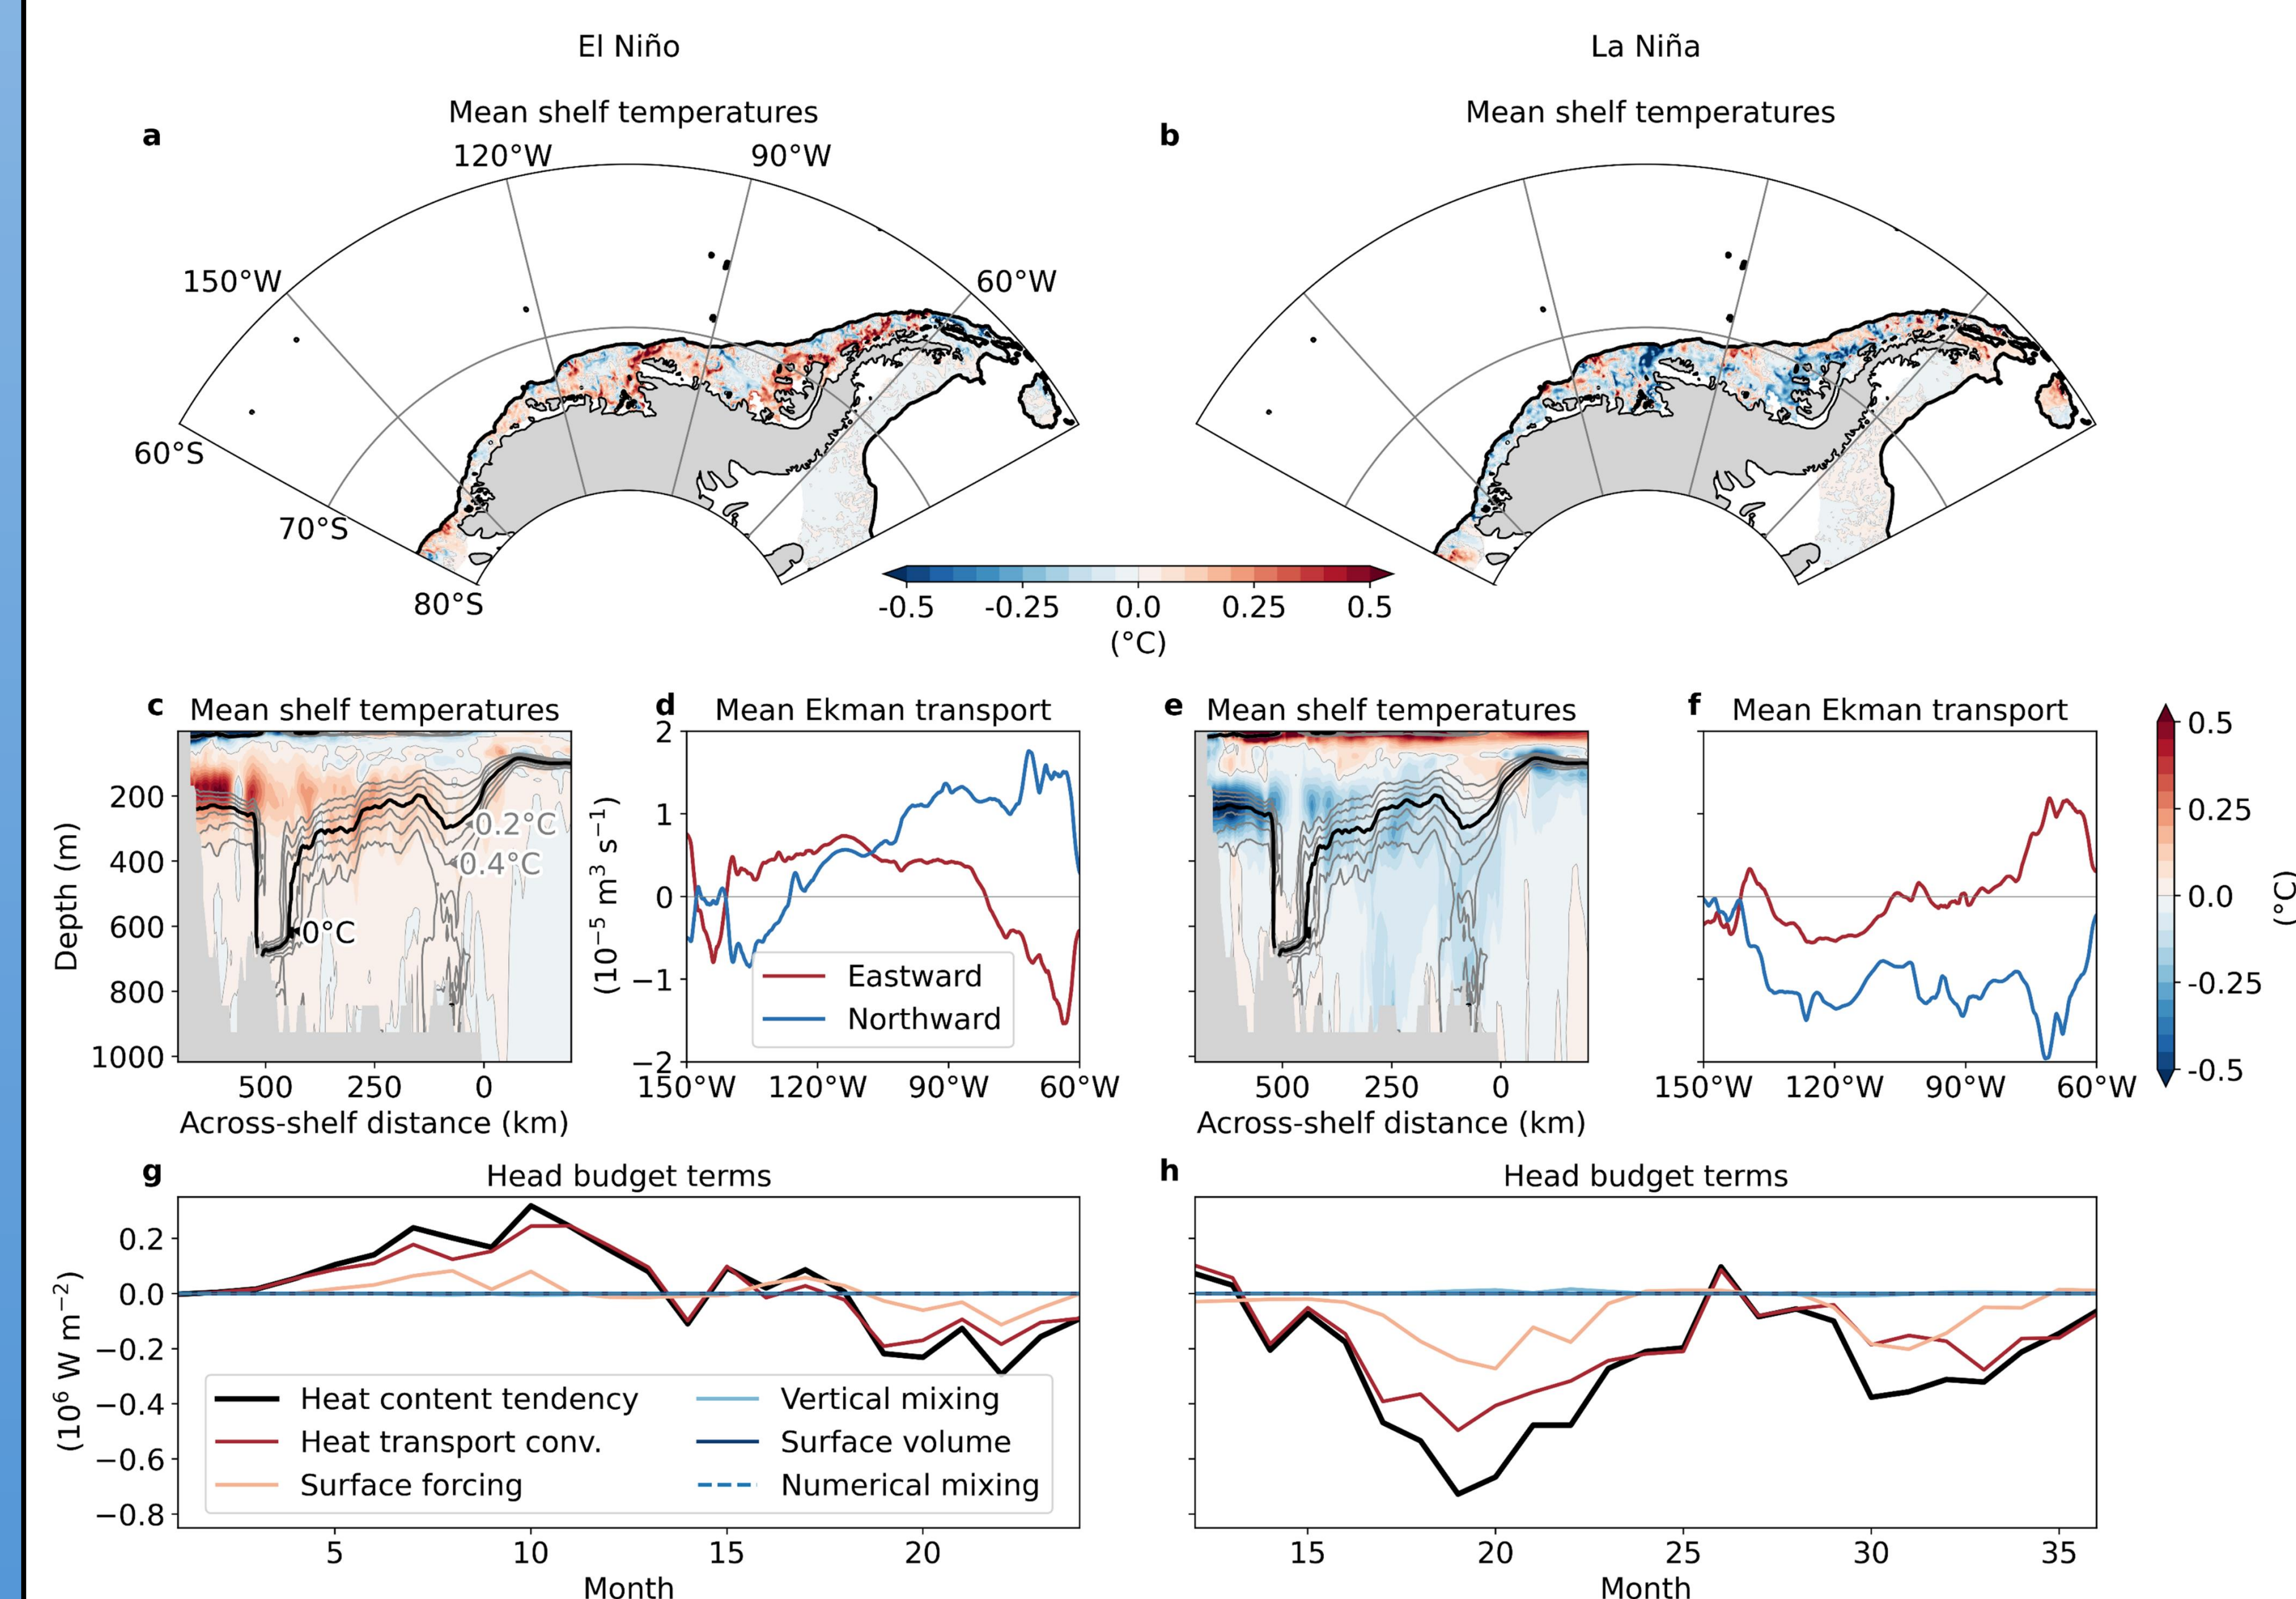 El Niño
La Niña
Mean shelf temperatures
Mean shelf temperatures
a
b
120°W
90°W
150°W
60°W
60°S
70°S
80°S
-0.5
-0.25
0.0
0.25
0.5
(°C)
c
Mean shelf temperatures
d
Mean Ekman transport
e
Mean shelf temperatures
f
Mean Ekman transport
200
400
600
800
1000
Depth (m)
0.2°C
0.4°C
0°C
500
250
0
Across-shelf distance (km)
2
1
0
−1
−2
(10⁻⁵ m³ s⁻¹)
Eastward
Northward
150°W
120°W
90°W
60°W
500
250
0
Across-shelf distance (km)
150°W
120°W
90°W
60°W
0.5
0.25
0.0
-0.25
-0.5
(°C)
g
Head budget terms
h
Head budget terms
0.2
0.0
−0.2
−0.4
−0.6
−0.8
(10⁶ W m⁻²)
Heat content tendency
Heat transport conv.
Surface forcing
Vertical mixing
Surface volume
Numerical mixing
5
10
15
20
Month
15
20
25
30
35
Month